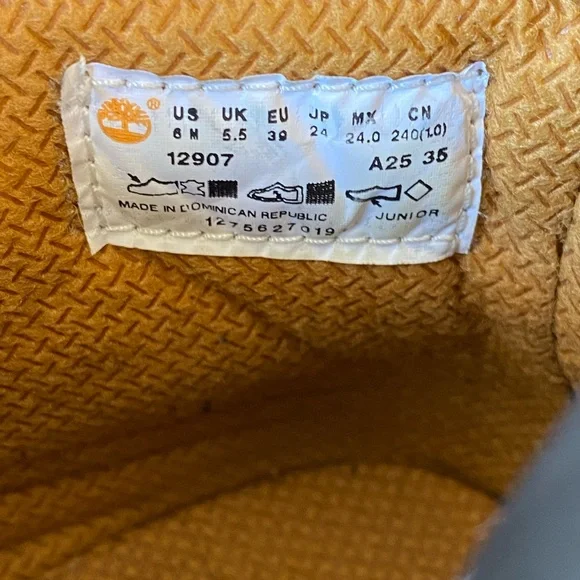 ® US UK EU JP MX CN
6 M 5.5 39 24 24.0 240(1.0)
12907 A25 35
MADE IN DOMINICAN REPUBLIC JUNIOR
1275627019